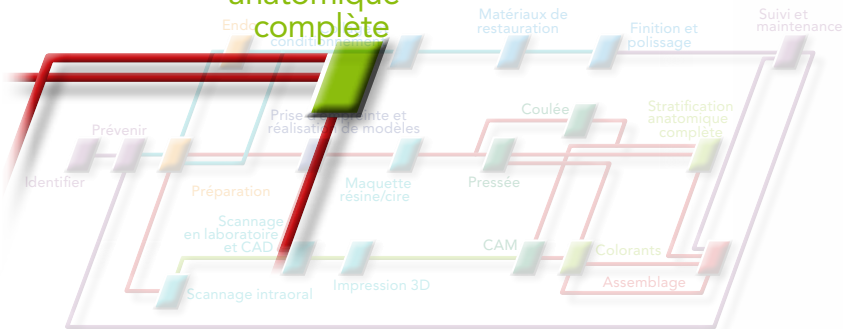 anatomique
complète
Matériaux de
restauration
Finition et
polissage
Suivi et
maintenance
Endo
conditionnement
Coulée
Stratification
anatomique
complète
Prévenir
Prise d'empreinte et
réalisation de modèles
Identifier
Préparation
Maquette
résine/cire
Pressée
Scannage
en laboratoire
et CAD
CAM
Colorants
Scannage intraoral
Impression 3D
Assemblage